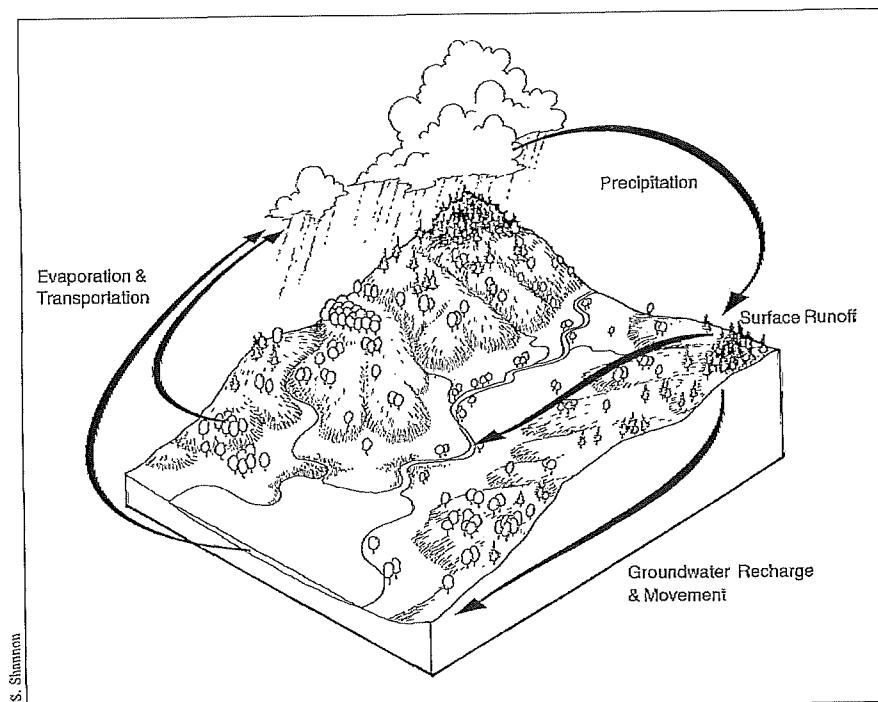 Precipitation
Evaporation &
Transportation
Surface Runoff
Groundwater Recharge
& Movement
S. Shannon